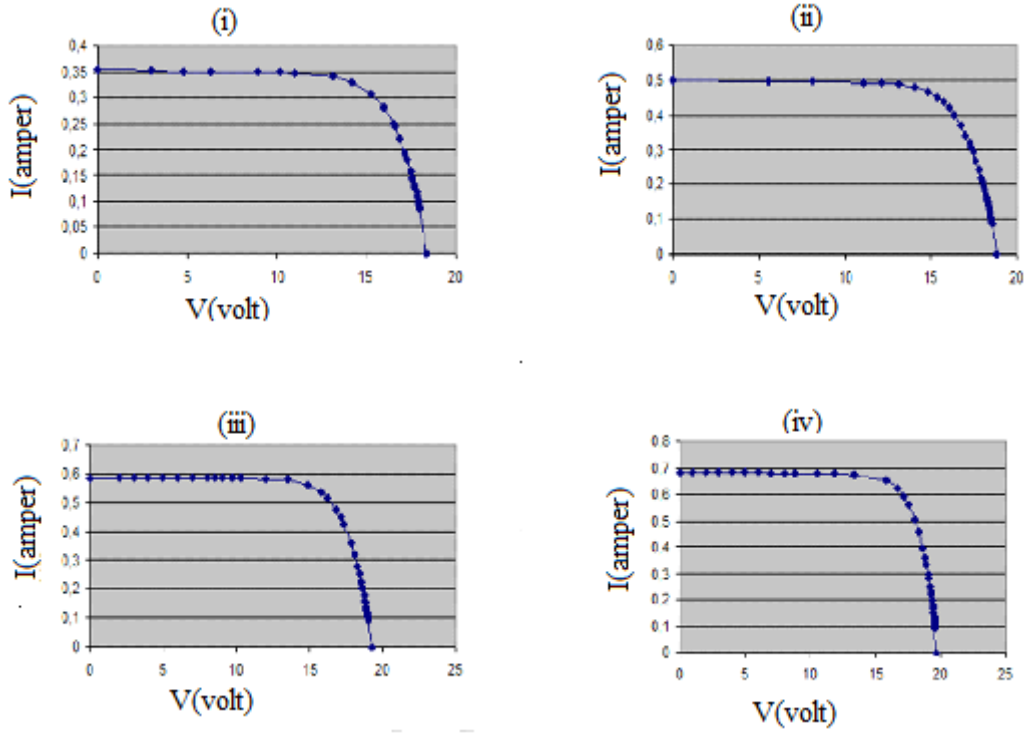 (i)
I(amper)
0,4
0,35
0,3
0,25
0,2
0,15
0,1
0,05
0
0 5 10 15 20
V(volt)
(ii)
I(amper)
0,6
0,5
0,4
0,3
0,2
0,1
0
0 5 10 15 20
V(volt)
(iii)
I(amper)
0,7
0,6
0,5
0,4
0,3
0,2
0,1
0
0 5 10 15 20 25
V(volt)
(iv)
I(amper)
0.8
0.7
0.6
0.5
0.4
0.3
0.2
0.1
0
0 5 10 15 20 25
V(volt)